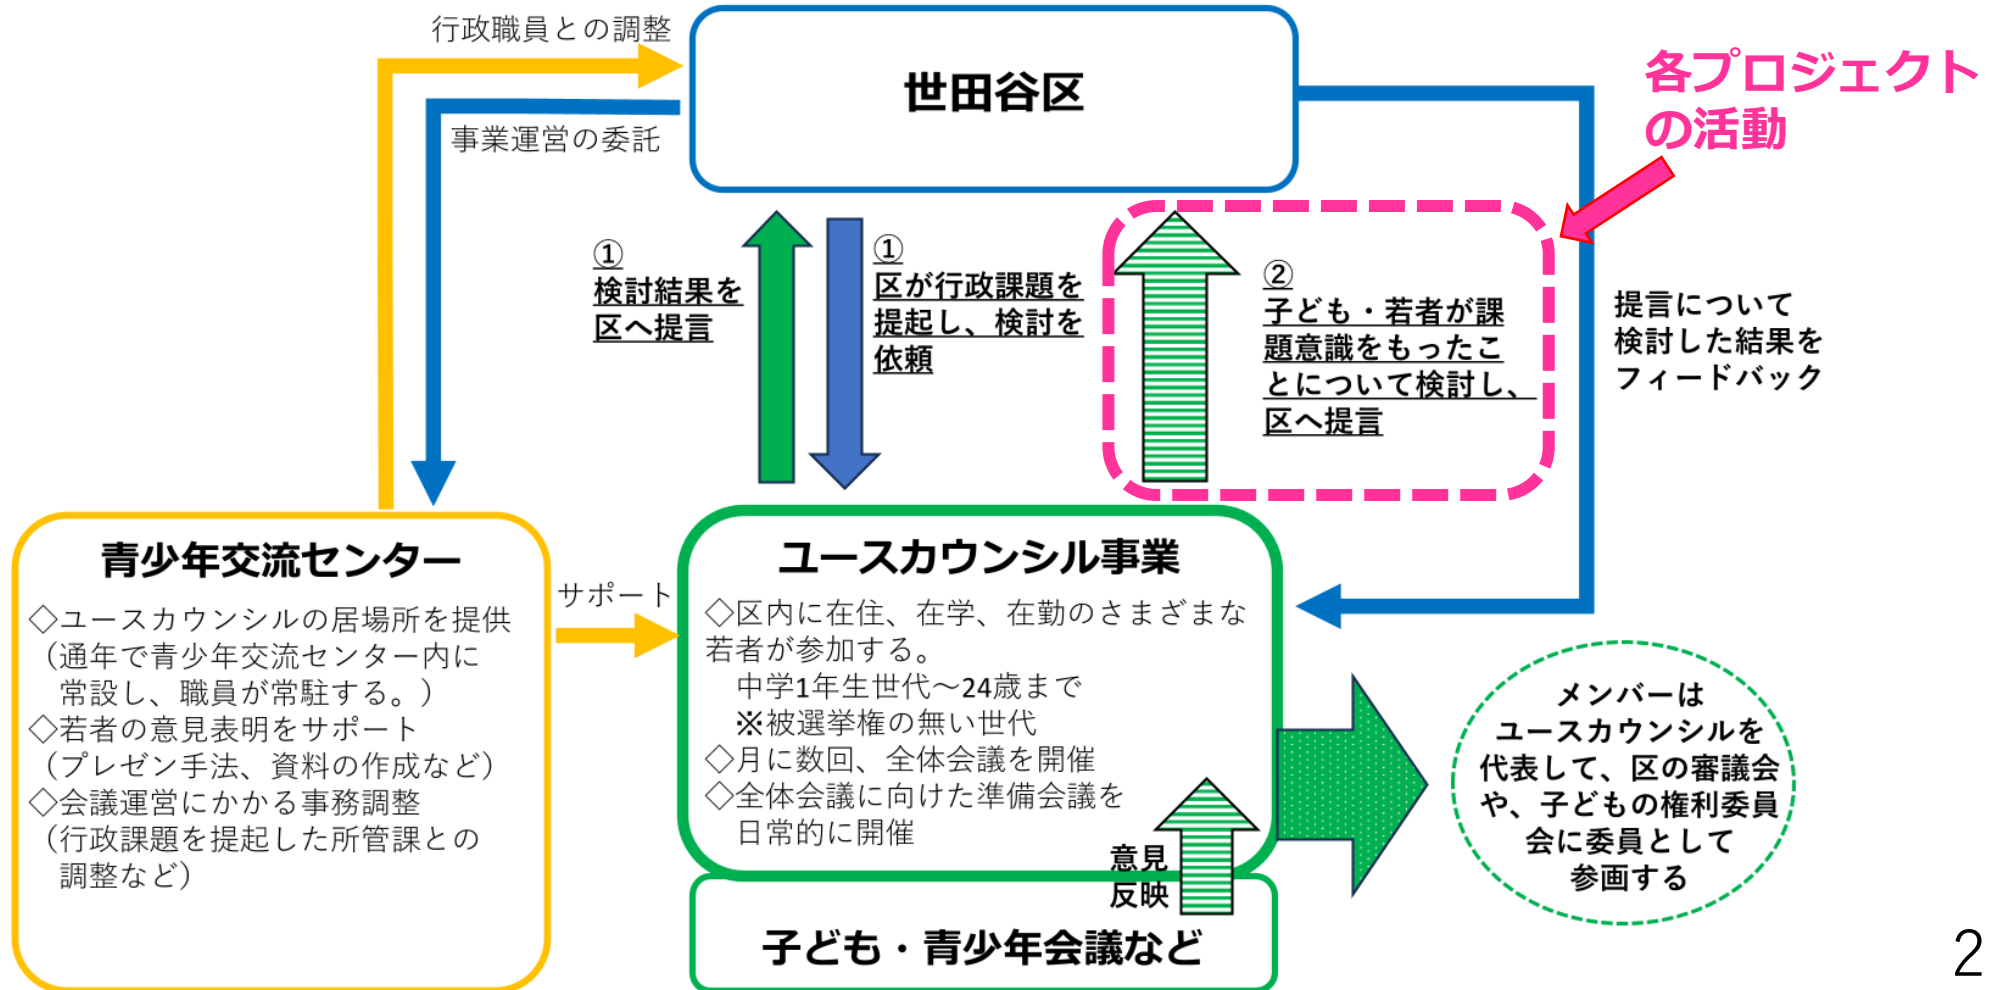 行政職員との調整
世田谷区
各プロジェクト
の活動
事業運営の委託
①
検討結果を
区へ提言
①
区が行政課題を
提起し、検討を
依頼
②
子ども・若者が課
題意識をもったこ
とについて検討し、
区へ提言
提言について
検討した結果を
フィードバック
青少年交流センター
◇ユースカウンシルの居場所を提供
（通年で青少年交流センター内に
常設し、職員が常駐する。）
◇若者の意見表明をサポート
（プレゼン手法、資料の作成など）
◇会議運営にかかる事務調整
（行政課題を提起した所管課との
調整など）
サポート
ユースカウンシル事業
◇区内に在住、在学、在勤のさまざまな
若者が参加する。
中学1年生世代～24歳まで
※被選挙権の無い世代
◇月に数回、全体会議を開催
◇全体会議に向けた準備会議を
日常的に開催
意見
反映
子ども・青少年会議など
メンバーは
ユースカウンシルを
代表して、区の審議会
や、子どもの権利委員
会に委員として
参画する
2